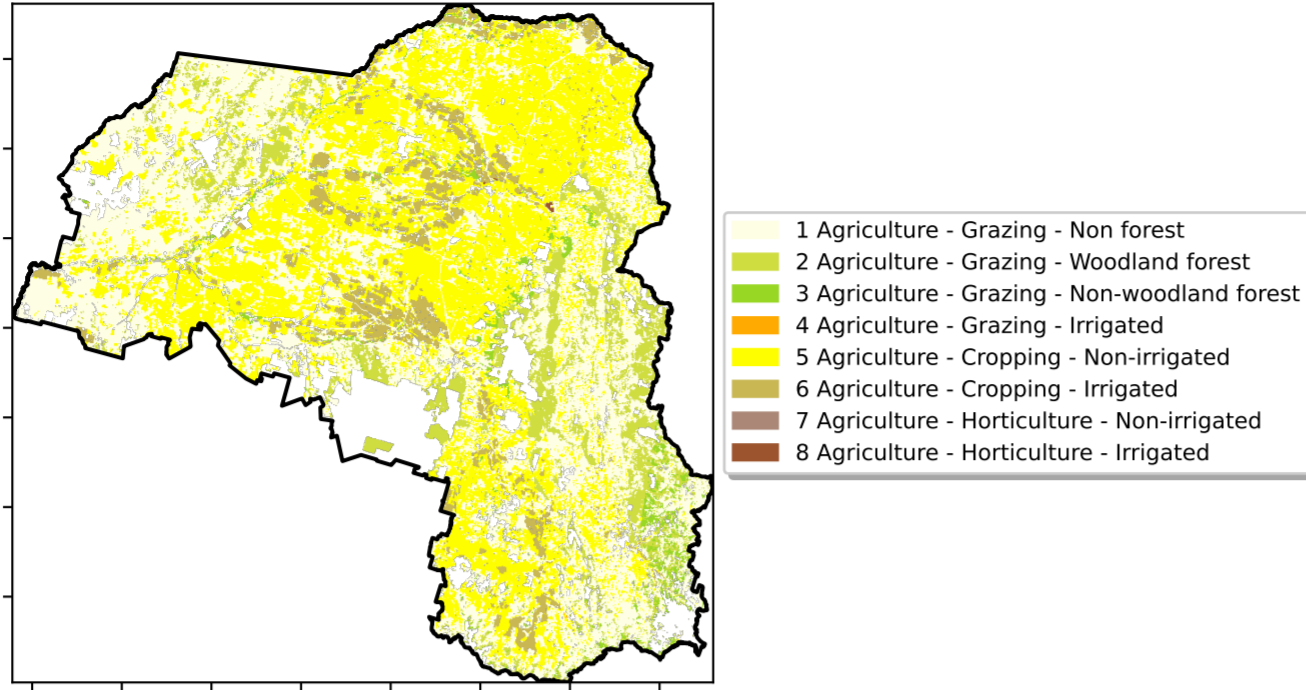 1 Agriculture - Grazing - Non forest
2 Agriculture - Grazing - Woodland forest
3 Agriculture - Grazing - Non-woodland forest
4 Agriculture - Grazing - Irrigated
5 Agriculture - Cropping - Non-irrigated
6 Agriculture - Cropping - Irrigated
7 Agriculture - Horticulture - Non-irrigated
8 Agriculture - Horticulture - Irrigated